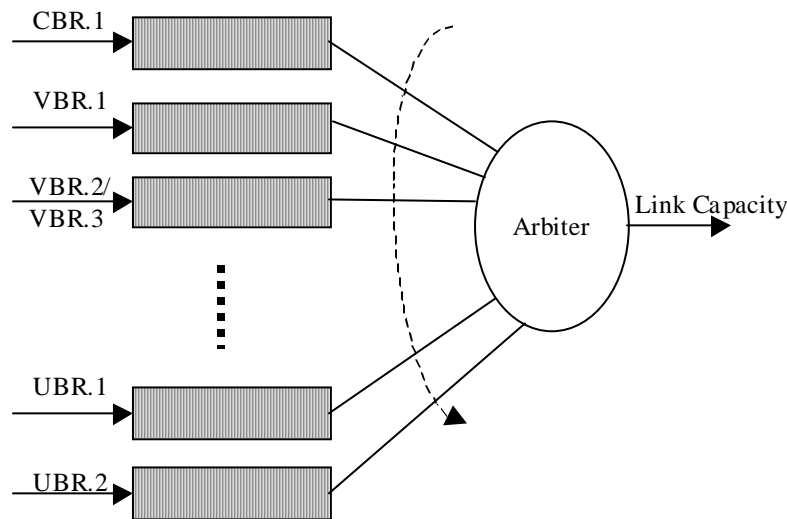 CBR.1
VBR.1
VBR.2/
VBR.3
Arbiter
Link Capacity
UBR.1
UBR.2